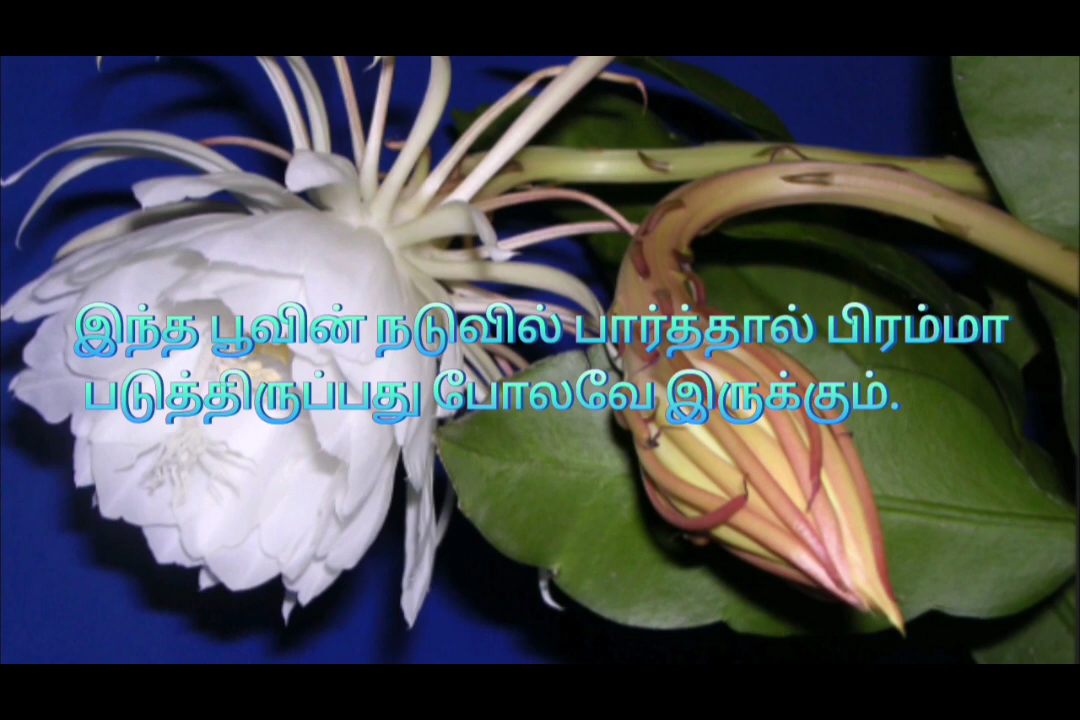 இந்த பூவின் நடுவில் பார்த்தால் பிரம்மா
படுத்திருப்பது போலவே இருக்கும்.